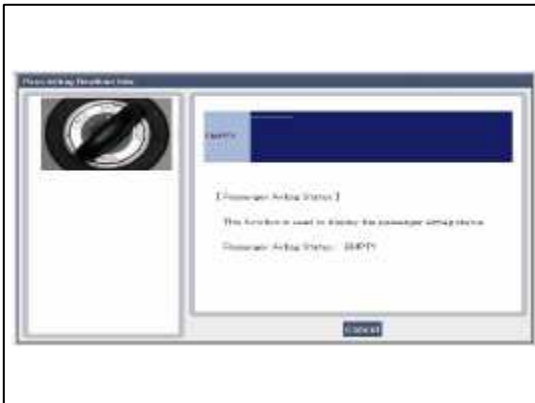 EMPTY
[Passenger Airbag Status]
This function is used to display the passenger airbag status
Passenger Airbag Status : EMPTY
Cancel